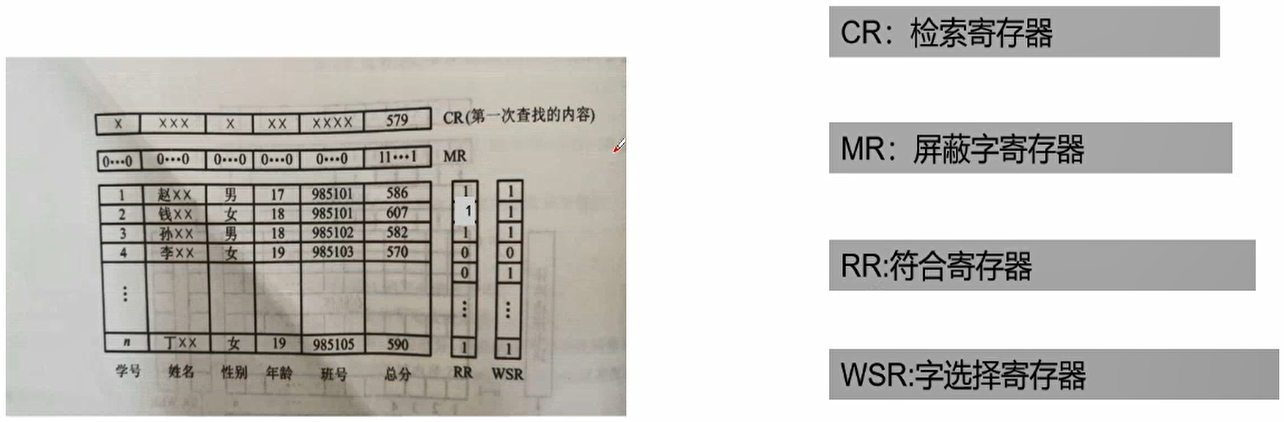 X XXX X XX XXXX 579 CR(第一次查找的内容)
0…0 0…0 0…0 0…0 0…0 11…1 MR
1 赵XX 男 17 985101 586 1 1
2 钱XX 女 18 985101 607 1 1
3 孙XX 男 18 985102 582 1 1
4 李XX 女 19 985103 570 0 0
0 1
⋮ ⋮ ⋮
n 丁XX 女 19 985105 590 1 1
学号 姓名 性别 年龄 班号 总分 RR WSR
CR：检索寄存器
MR：屏蔽字寄存器
RR:符合寄存器
WSR:字选择寄存器